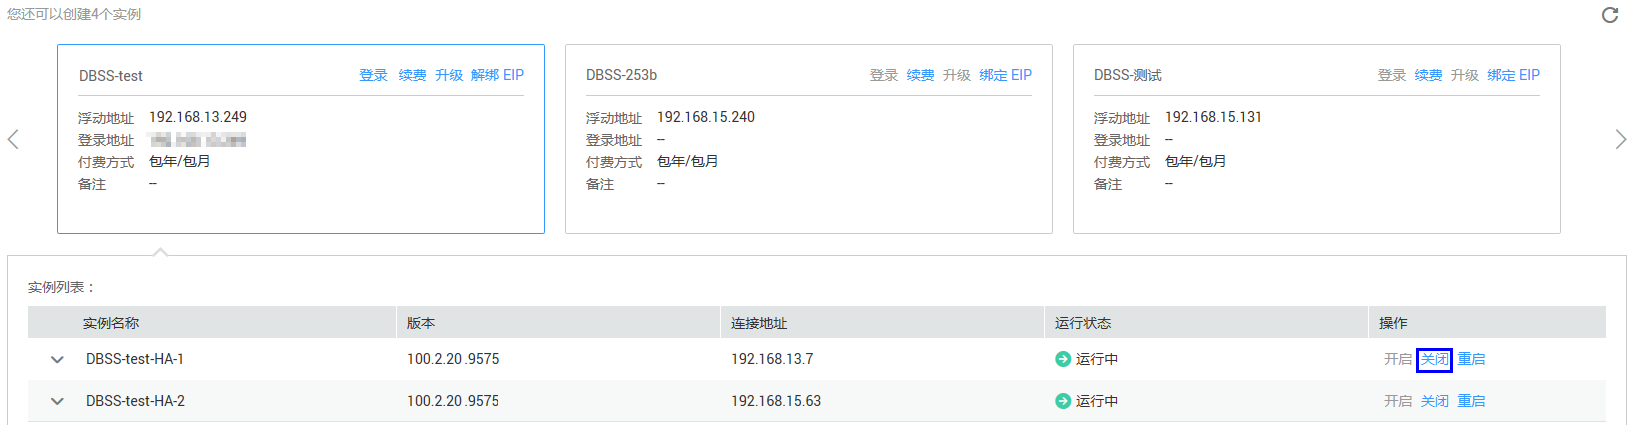 您还可以创建4个实例
DBSS-test 登录 续费 升级 解绑 EIP
浮动地址 192.168.13.249
登录地址
付费方式 包年/包月
备注 --
DBSS-253b 登录 续费 升级 绑定 EIP
浮动地址 192.168.15.240
登录地址 --
付费方式 包年/包月
备注 --
DBSS-测试 登录 续费 升级 绑定 EIP
浮动地址 192.168.15.131
登录地址 --
付费方式 包年/包月
备注 --
实例列表：
实例名称 版本 连接地址 运行状态 操作
DBSS-test-HA-1 100.2.20.9575 192.168.13.7 运行中 开启 关闭 重启
DBSS-test-HA-2 100.2.20.9575 192.168.15.63 运行中 开启 关闭 重启